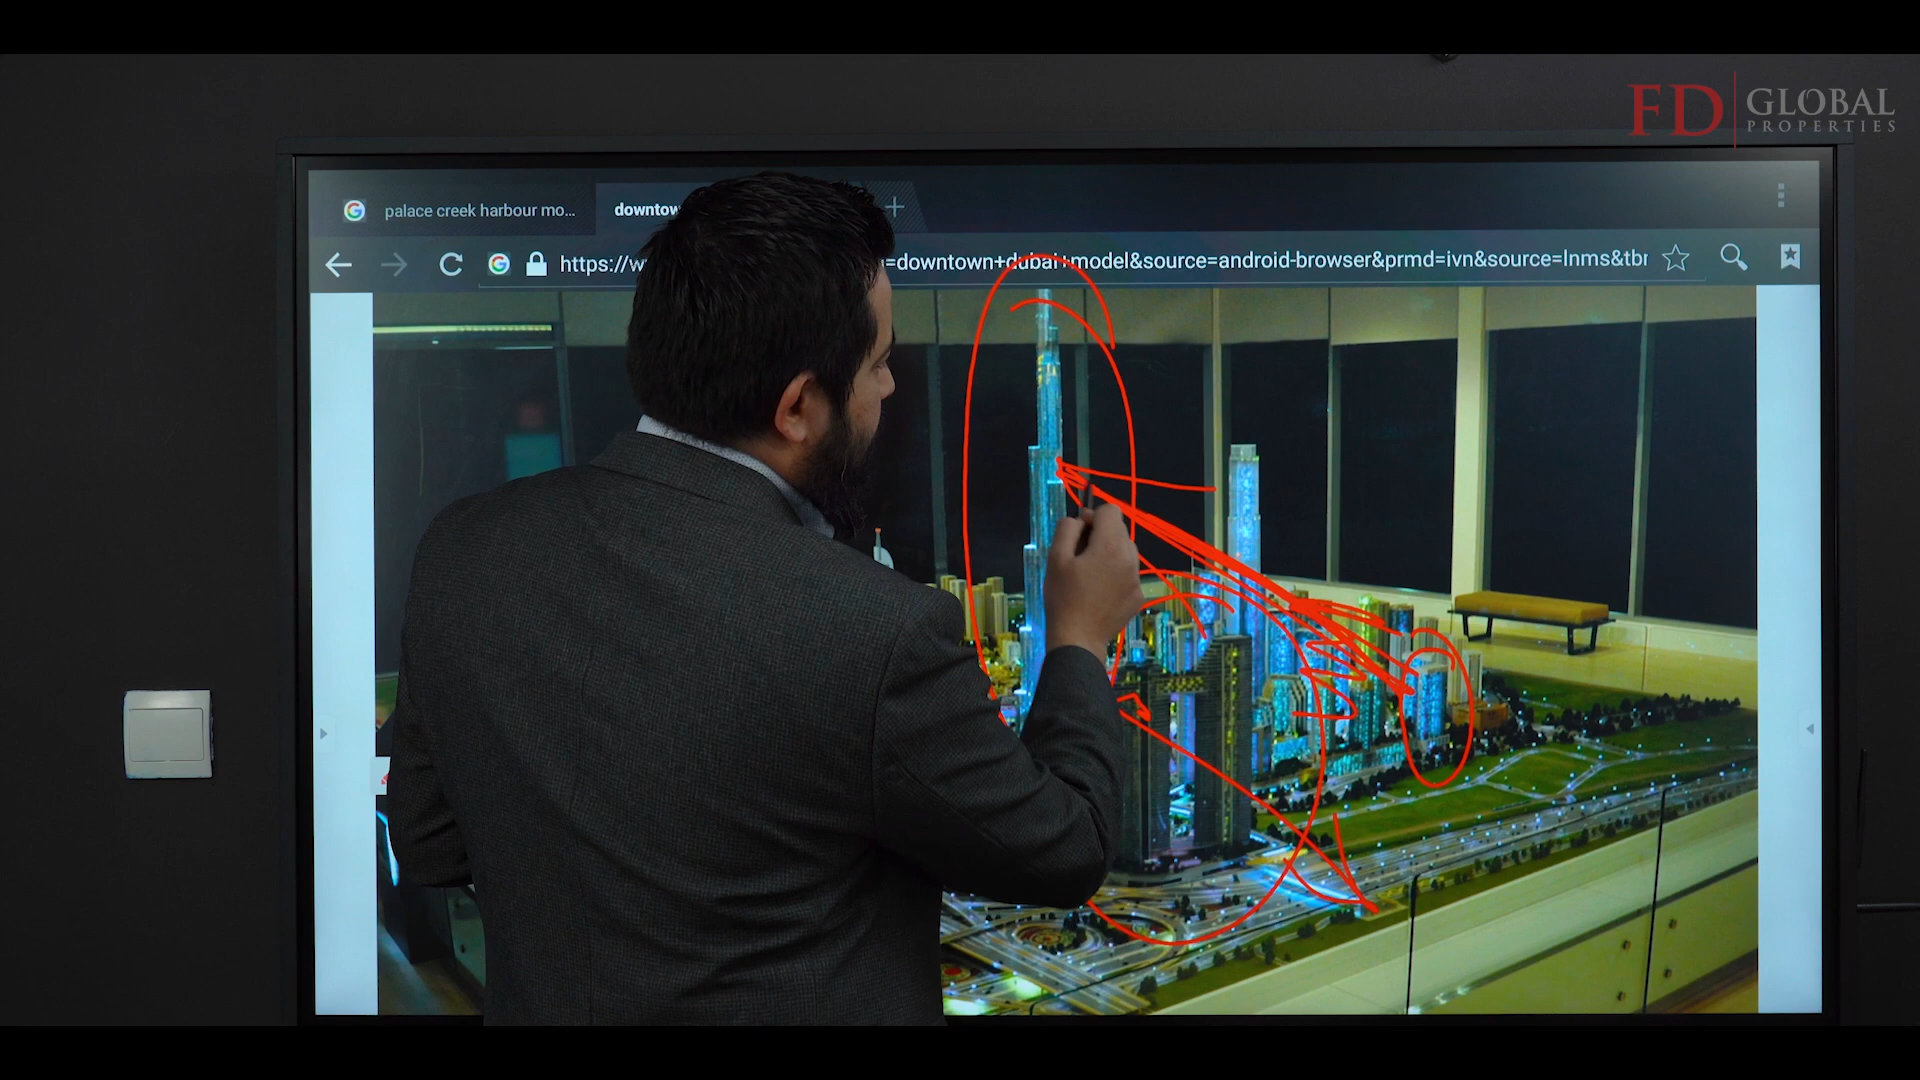 FD GLOBAL
PROPERTIES
palace creek harbour mo...
downtow
https://w
=downtown+dubai+model&source=android-browser&prmd=ivn&source=lnms&tbr